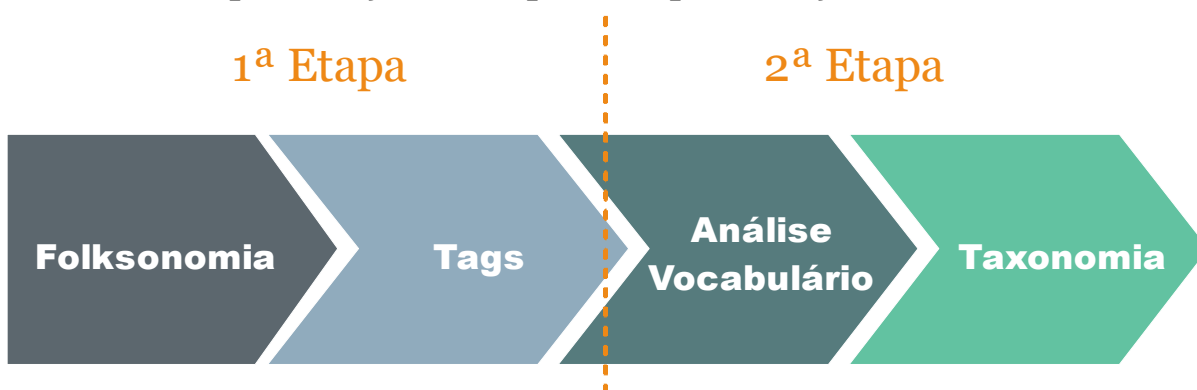 1ª Etapa
2ª Etapa
Folksonomia
Tags
Análise
Vocabulário
Taxonomia